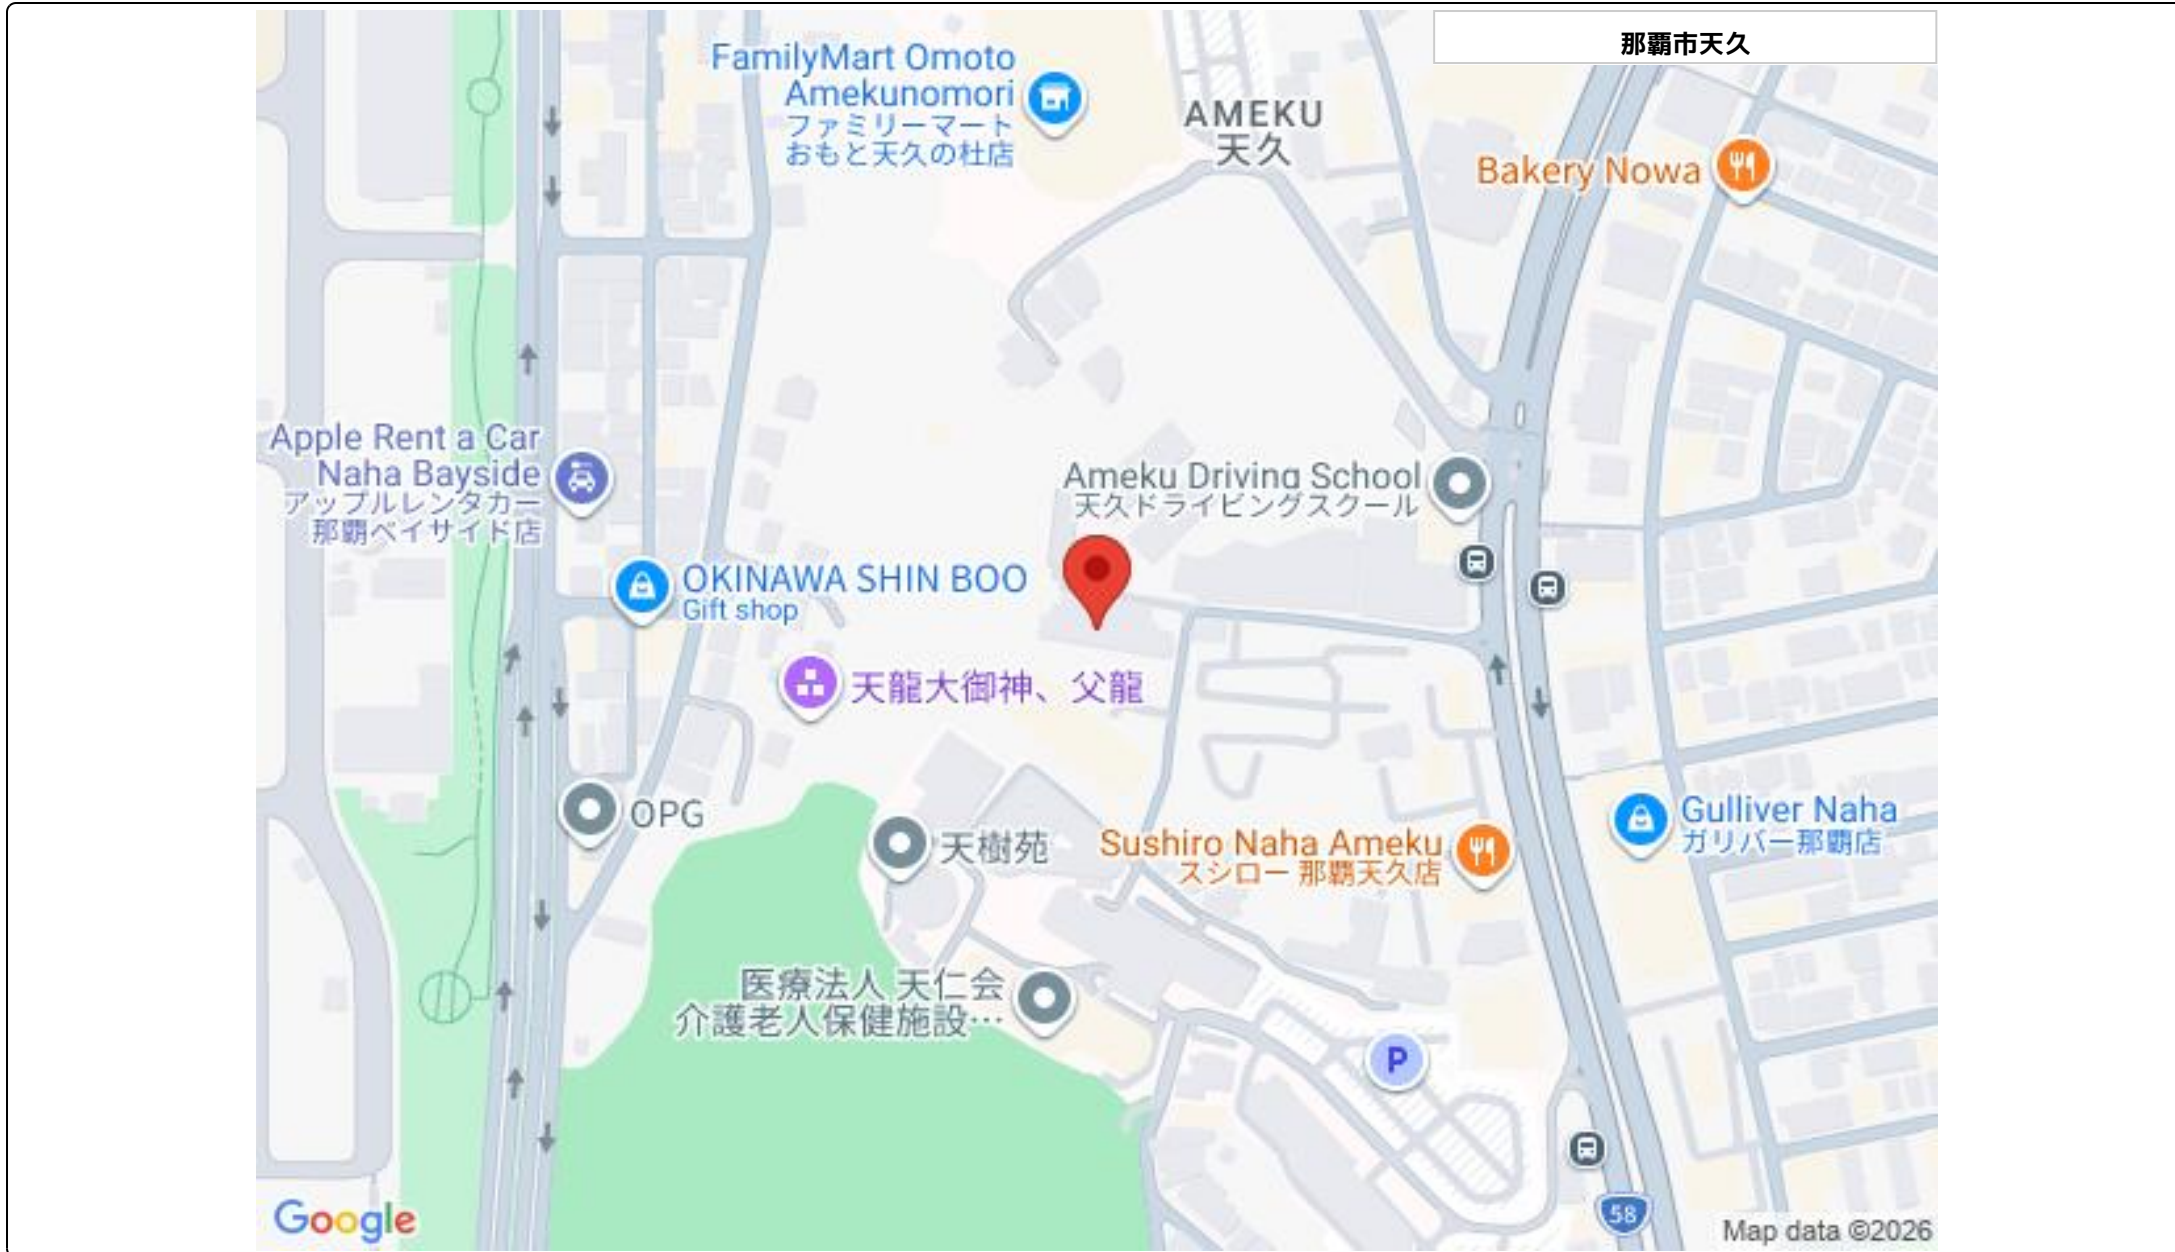 那覇市天久
FamilyMart Omoto
Amekunomori
ファミリーマート
おもと天久の杜店
AMEKU
天久
Bakery Nowa
Apple Rent a Car
Naha Bayside
アップルレンタカー
那覇ベイサイド店
Ameku Driving School
天久ドライビングスクール
OKINAWA SHIN BOO
Gift shop
天龍大御神、父龍
OPG
天樹苑
Sushiro Naha Ameku
スシロー 那覇天久店
Gulliver Naha
ガリバー那覇店
医療法人 天仁会
介護老人保健施設…
P
58
Google
Map data ©2026